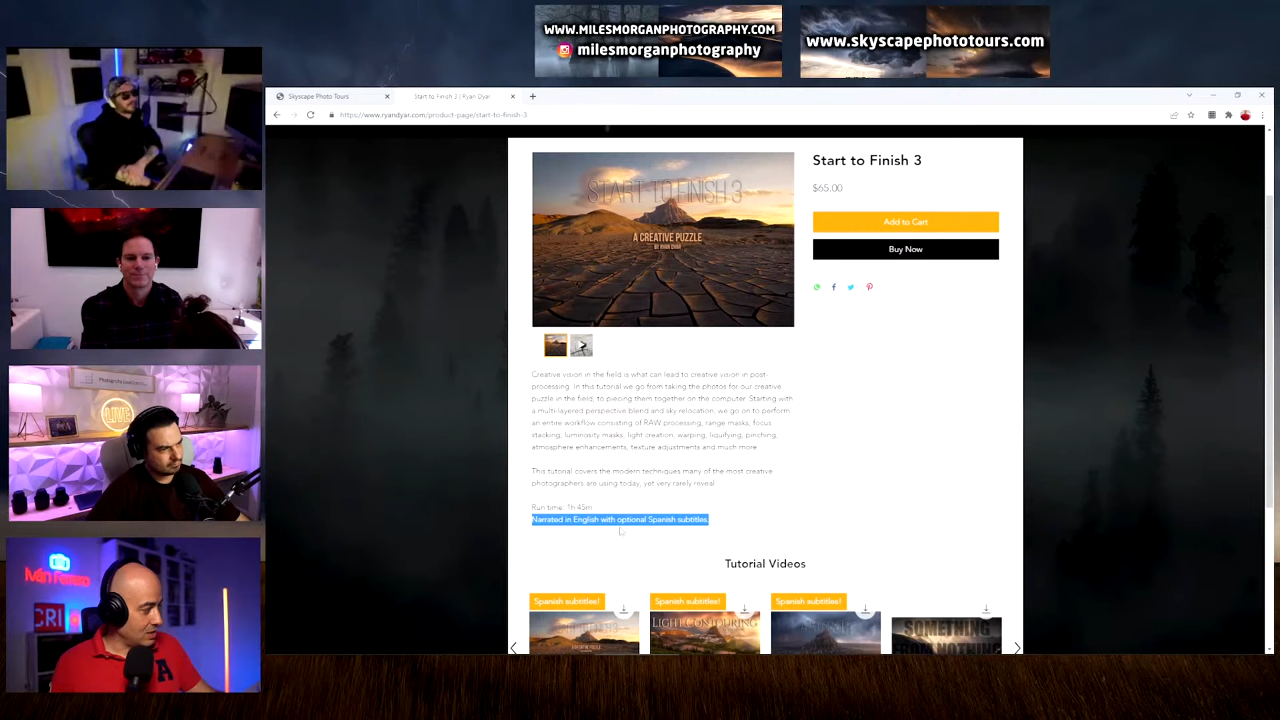 WWW.MILESMORGANPHOTOGRAPHY.COM
milesmorganphotography
www.skyscapephototours.com
Skyscape Photo Tours
Start to Finish 3 | Ryan Dyar
https://www.ryandyar.com/product-page/start-to-finish-3
START TO FINISH 3
A CREATIVE PUZZLE
BY RYAN DYAR
Start to Finish 3
$65.00
Add to Cart
Buy Now
Creative vision in the field is what can lead to creative vision in post-
processing. In this tutorial we go from taking the photos for our creative
puzzle in the field, to piecing them together on the computer. Starting with
a multi-layered perspective blend and sky relocation, we go on to perform
an entire workflow consisting of RAW processing, range masks, focus
stacking, luminosity masks, light creation, warping, liquifying, pinching,
atmosphere enhancements, texture adjustments and much more
This tutorial covers the modern techniques many of the most creative
photographers are using today, yet very rarely reveal
Run time: 1h 45m
Narrated in English with optional Spanish subtitles.
Tutorial Videos
Spanish subtitles!
Spanish subtitles!
Spanish subtitles!
LIGHT CONTOURING
SOMETHING
FROM NOTHING
LIVE
Iván Ferrero
CRI